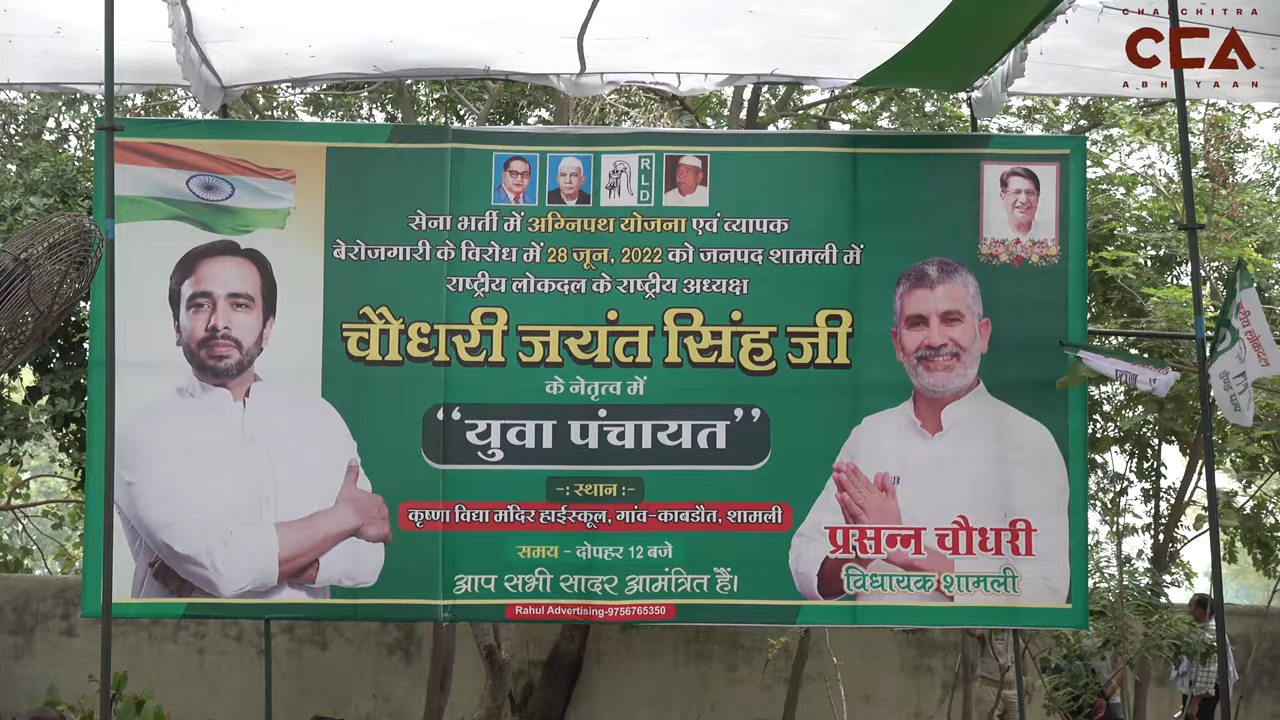 CHALCHITRA
CCA
ABHIYAAN
RLD
सेना भर्ती में अग्निपथ योजना एवं व्यापक
बेरोजगारी के विरोध में 28 जून, 2022 को जनपद शामली में
राष्ट्रीय लोकदल के राष्ट्रीय अध्यक्ष
चौधरी जयंत सिंह जी
के नेतृत्व में
“युवा पंचायत”
-: स्थान :-
कृष्णा विद्या मंदिर हाईस्कूल, गांव-काबडौत, शामली
समय - दोपहर 12 बजे
आप सभी सादर आमंत्रित हैं।
Rahul Advertising-9756765350
प्रसन्न चौधरी
विधायक शामली
लोकदल